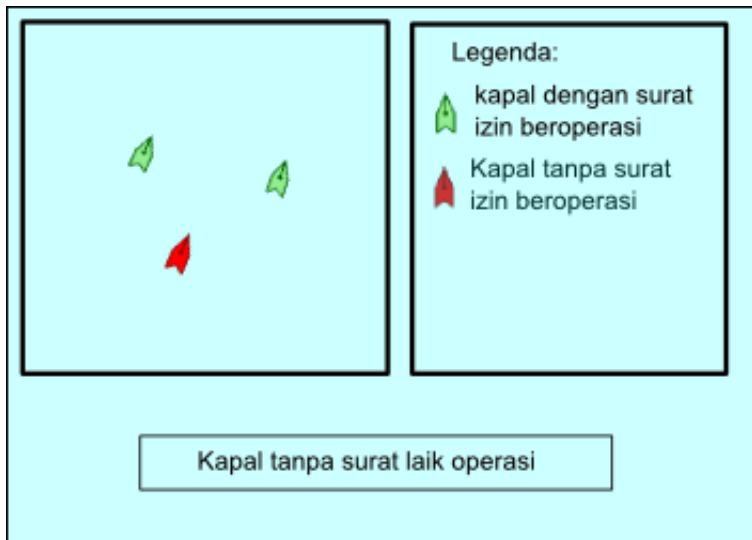 Legenda:
kapal dengan surat
izin beroperasi
Kapal tanpa surat
izin beroperasi
Kapal tanpa surat laik operasi